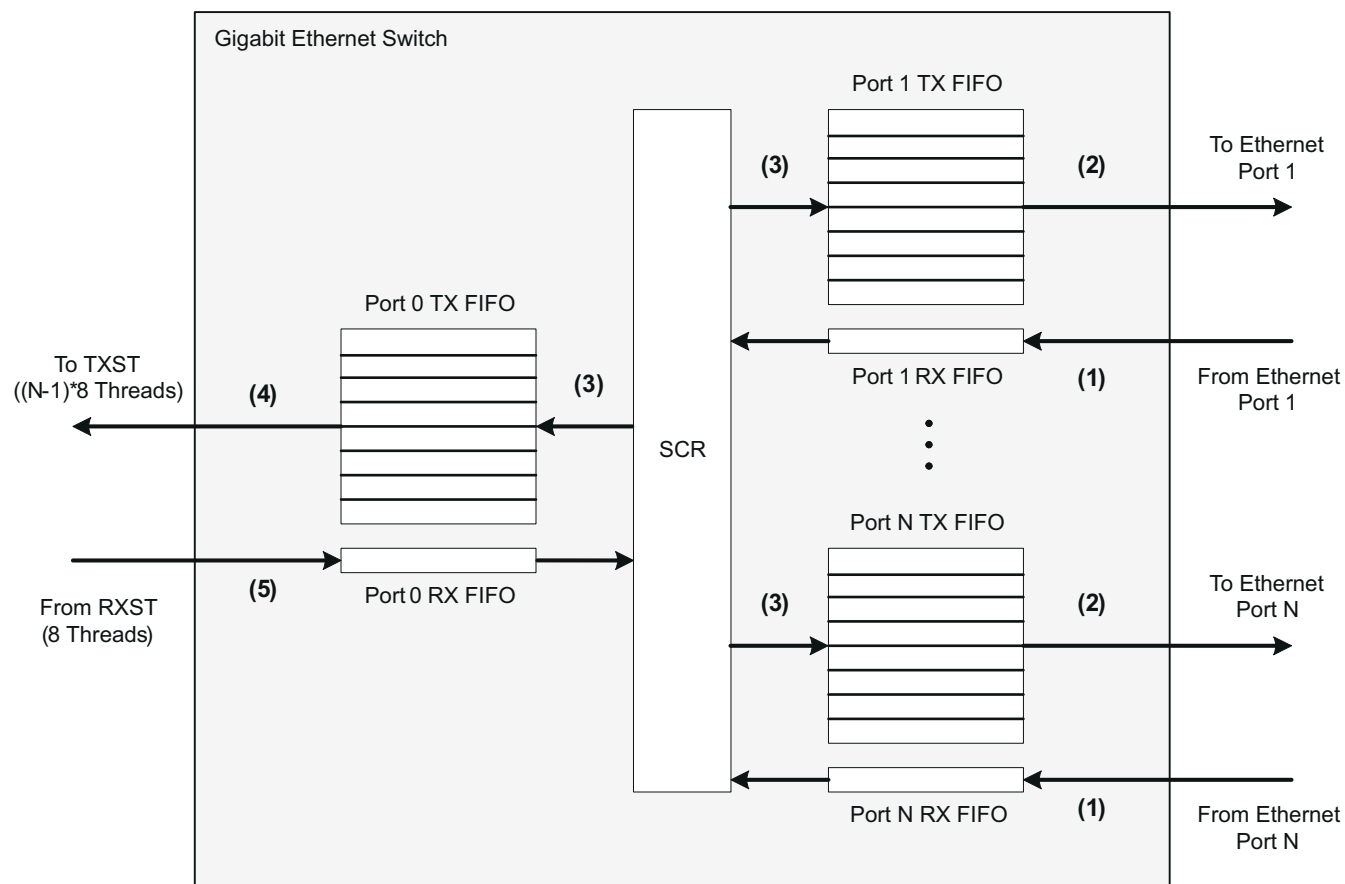 Gigabit Ethernet Switch
Port 1 TX FIFO
(3)
(2)
To Ethernet
Port 1
Port 0 TX FIFO
To TXST
((N-1)*8 Threads)
(4)
(3)
Port 1 RX FIFO
(1)
From Ethernet
Port 1
SCR
Port N TX FIFO
From RXST
(8 Threads)
(5)
Port 0 RX FIFO
(3)
(2)
To Ethernet
Port N
Port N RX FIFO
(1)
From Ethernet
Port N